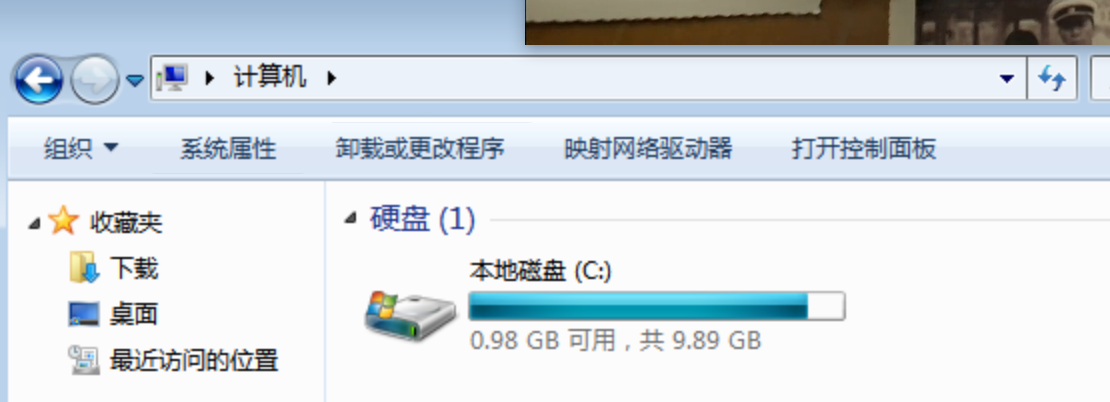 计算机
组织 系统属性 卸载或更改程序 映射网络驱动器 打开控制面板
收藏夹
下载
桌面
最近访问的位置
硬盘 (1)
本地磁盘 (C:)
0.98 GB 可用，共 9.89 GB